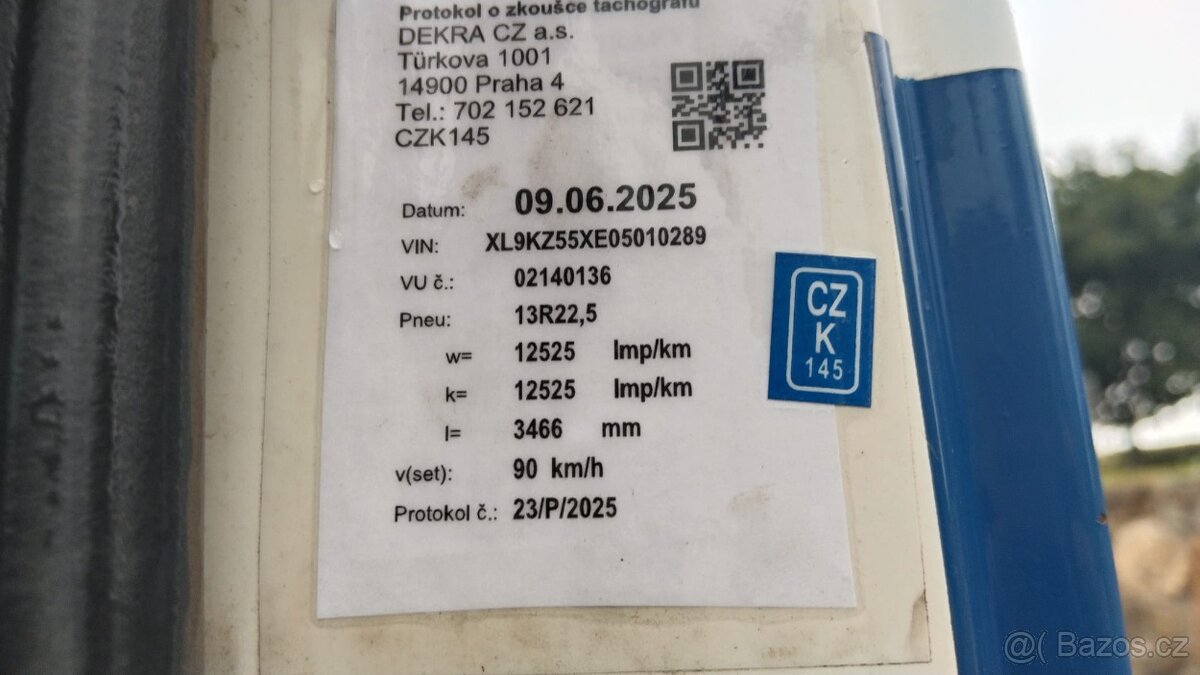 Protokol o zkoušce tachografu
DEKRA CZ a.s.
Türkova 1001
14900 Praha 4
Tel.: 702 152 621
CZK145
Datum: 09.06.2025
VIN: XL9KZ55XE05010289
VU č.: 02140136
Pneu: 13R22,5
w= 12525 Imp/km
k= 12525 Imp/km
l= 3466 mm
v(set): 90 km/h
Protokol č.: 23/P/2025
CZ
K
145
@( Bazos.cz